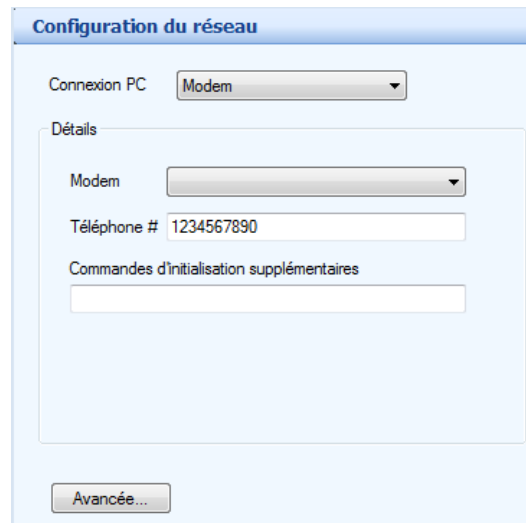 Configuration du réseau
Connexion PC Modem
Détails
Modem
Téléphone # 1234567890
Commandes d'initialisation supplémentaires
Avancée...